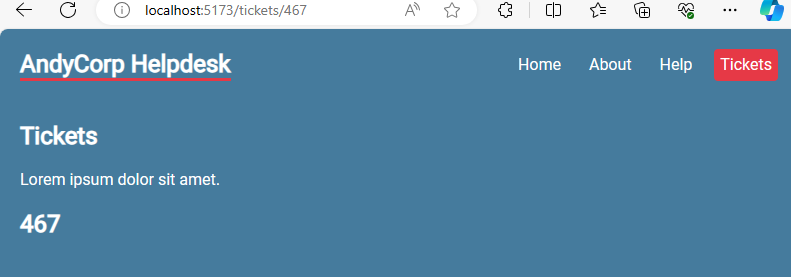 localhost:5173/tickets/467
AndyCorp Helpdesk
Home About Help Tickets
Tickets
Lorem ipsum dolor sit amet.
467